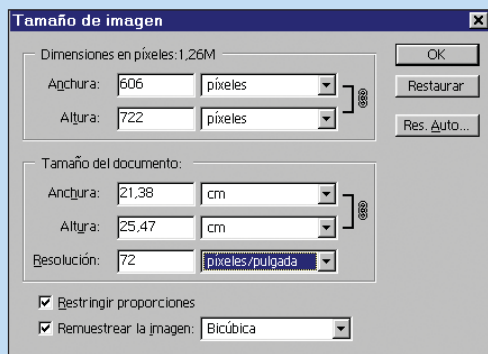 Tamaño de imagen
Dimensiones en píxeles:1,26M
OK
Anchura: 606 píxeles
Restaurar
Altura: 722 píxeles
Res. Auto...
Tamaño del documento:
Anchura: 21,38 cm
Altura: 25,47 cm
Resolución: 72 píxeles/pulgada
Restringir proporciones
Remuestrear la imagen: Bicúbica